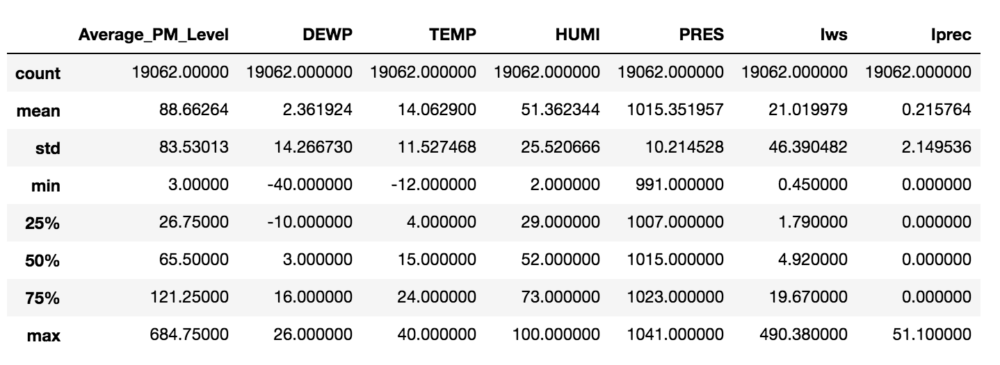 Average_PM_Level DEWP TEMP HUMI PRES Iws Iprec
count 19062.00000 19062.000000 19062.000000 19062.000000 19062.000000 19062.000000 19062.000000
mean 88.66264 2.361924 14.062900 51.362344 1015.351957 21.019979 0.215764
std 83.53013 14.266730 11.527468 25.520666 10.214528 46.390482 2.149536
min 3.00000 -40.000000 -12.000000 2.000000 991.000000 0.450000 0.000000
25% 26.75000 -10.000000 4.000000 29.000000 1007.000000 1.790000 0.000000
50% 65.50000 3.000000 15.000000 52.000000 1015.000000 4.920000 0.000000
75% 121.25000 16.000000 24.000000 73.000000 1023.000000 19.670000 0.000000
max 684.75000 26.000000 40.000000 100.000000 1041.000000 490.380000 51.100000